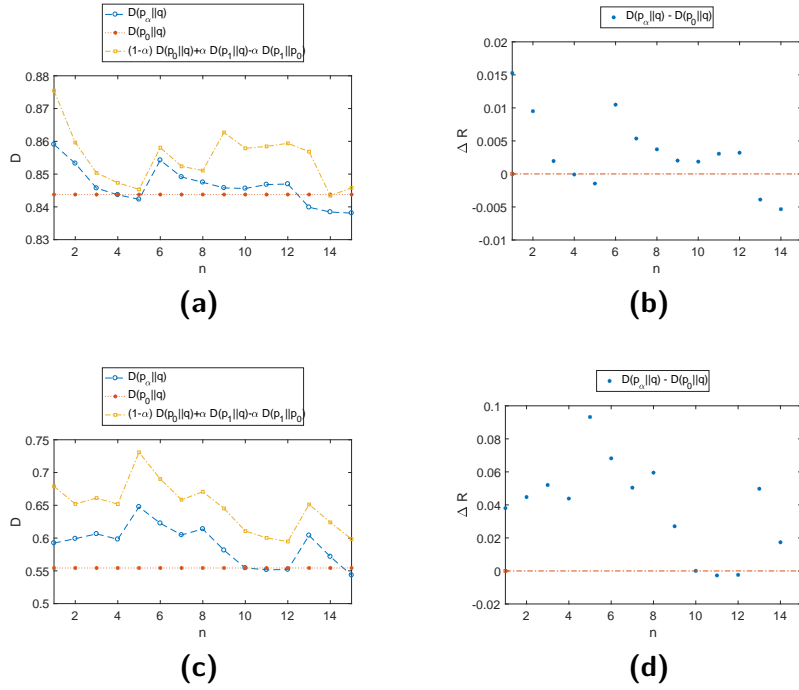 D(pα||q)
D(p0||q)
(1-α) D(p0||q)+α D(p1||q)-α D(p1||p0)
0.88
0.87
0.86
0.85
0.84
0.83
D
2 4 6 8 10 12 14
n
(a)
D(pα||q) - D(p0||q)
0.02
0.015
0.01
0.005
0
-0.005
-0.01
Δ R
2 4 6 8 10 12 14
n
(b)
D(pα||q)
D(p0||q)
(1-α) D(p0||q)+α D(p1||q)-α D(p1||p0)
0.75
0.7
0.65
0.6
0.55
0.5
D
2 4 6 8 10 12 14
n
(c)
D(pα||q) - D(p0||q)
0.1
0.08
0.06
0.04
0.02
0
-0.02
Δ R
2 4 6 8 10 12 14
n
(d)